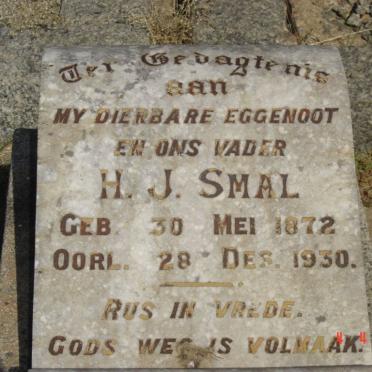 Ter Gedagtenis
aan
MY DIERBARE EGGENOOT
EN ONS VADER
H. J. SMAL
GEB. 30 MEI 1872
OORL. 28 DES. 1930.
RUS IN VREDE.
GODS WEG IS VOLMAAK.